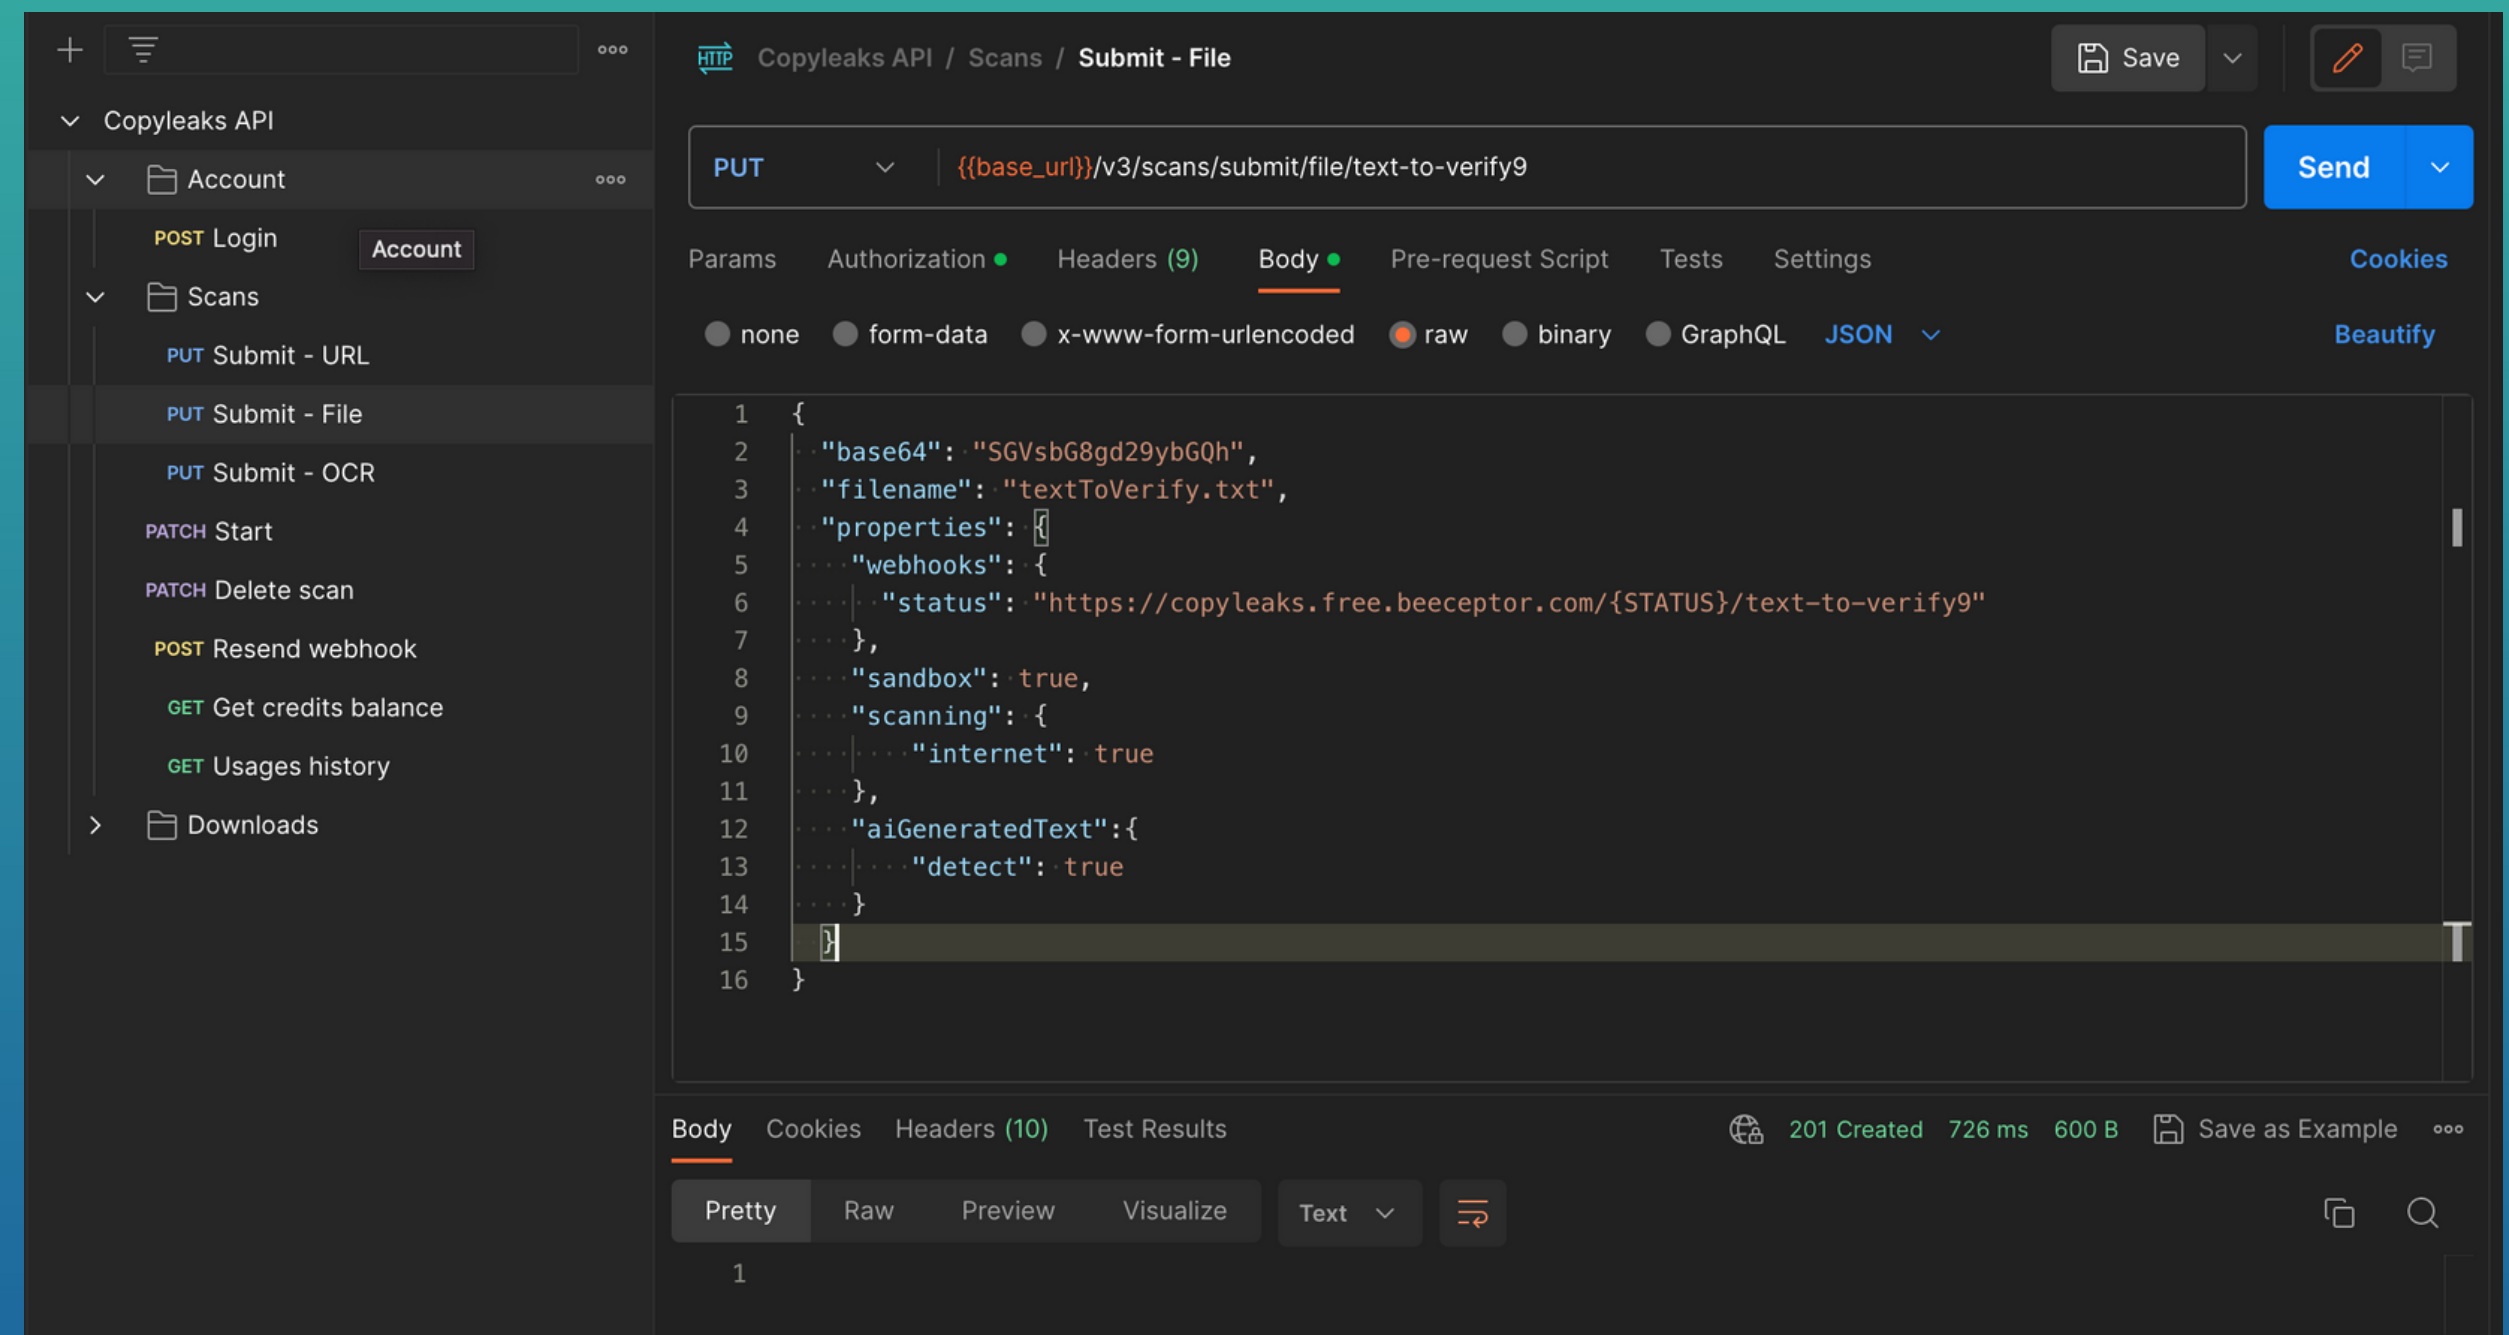 Copyleaks API
Account
POST Login
Account
Scans
PUT Submit - URL
PUT Submit - File
PUT Submit - OCR
PATCH Start
PATCH Delete scan
POST Resend webhook
GET Get credits balance
GET Usages history
Downloads
HTTP Copyleaks API / Scans / Submit - File
Save
PUT {{base_url}}/v3/scans/submit/file/text-to-verify9
Send
Params Authorization Headers (9) Body Pre-request Script Tests Settings Cookies
none form-data x-www-form-urlencoded raw binary GraphQL JSON Beautify
1 {
2 "base64": "SGVsbG8gd29ybGQh",
3 "filename": "textToVerify.txt",
4 "properties": {
5 "webhooks": {
6 "status": "https://copyleaks.free.beeceptor.com/{STATUS}/text-to-verify9"
7 },
8 "sandbox": true,
9 "scanning": {
10 "internet": true
11 },
12 "aiGeneratedText":{
13 "detect": true
14 }
15 }
16 }
Body Cookies Headers (10) Test Results 201 Created 726 ms 600 B Save as Example
Pretty Raw Preview Visualize Text
1